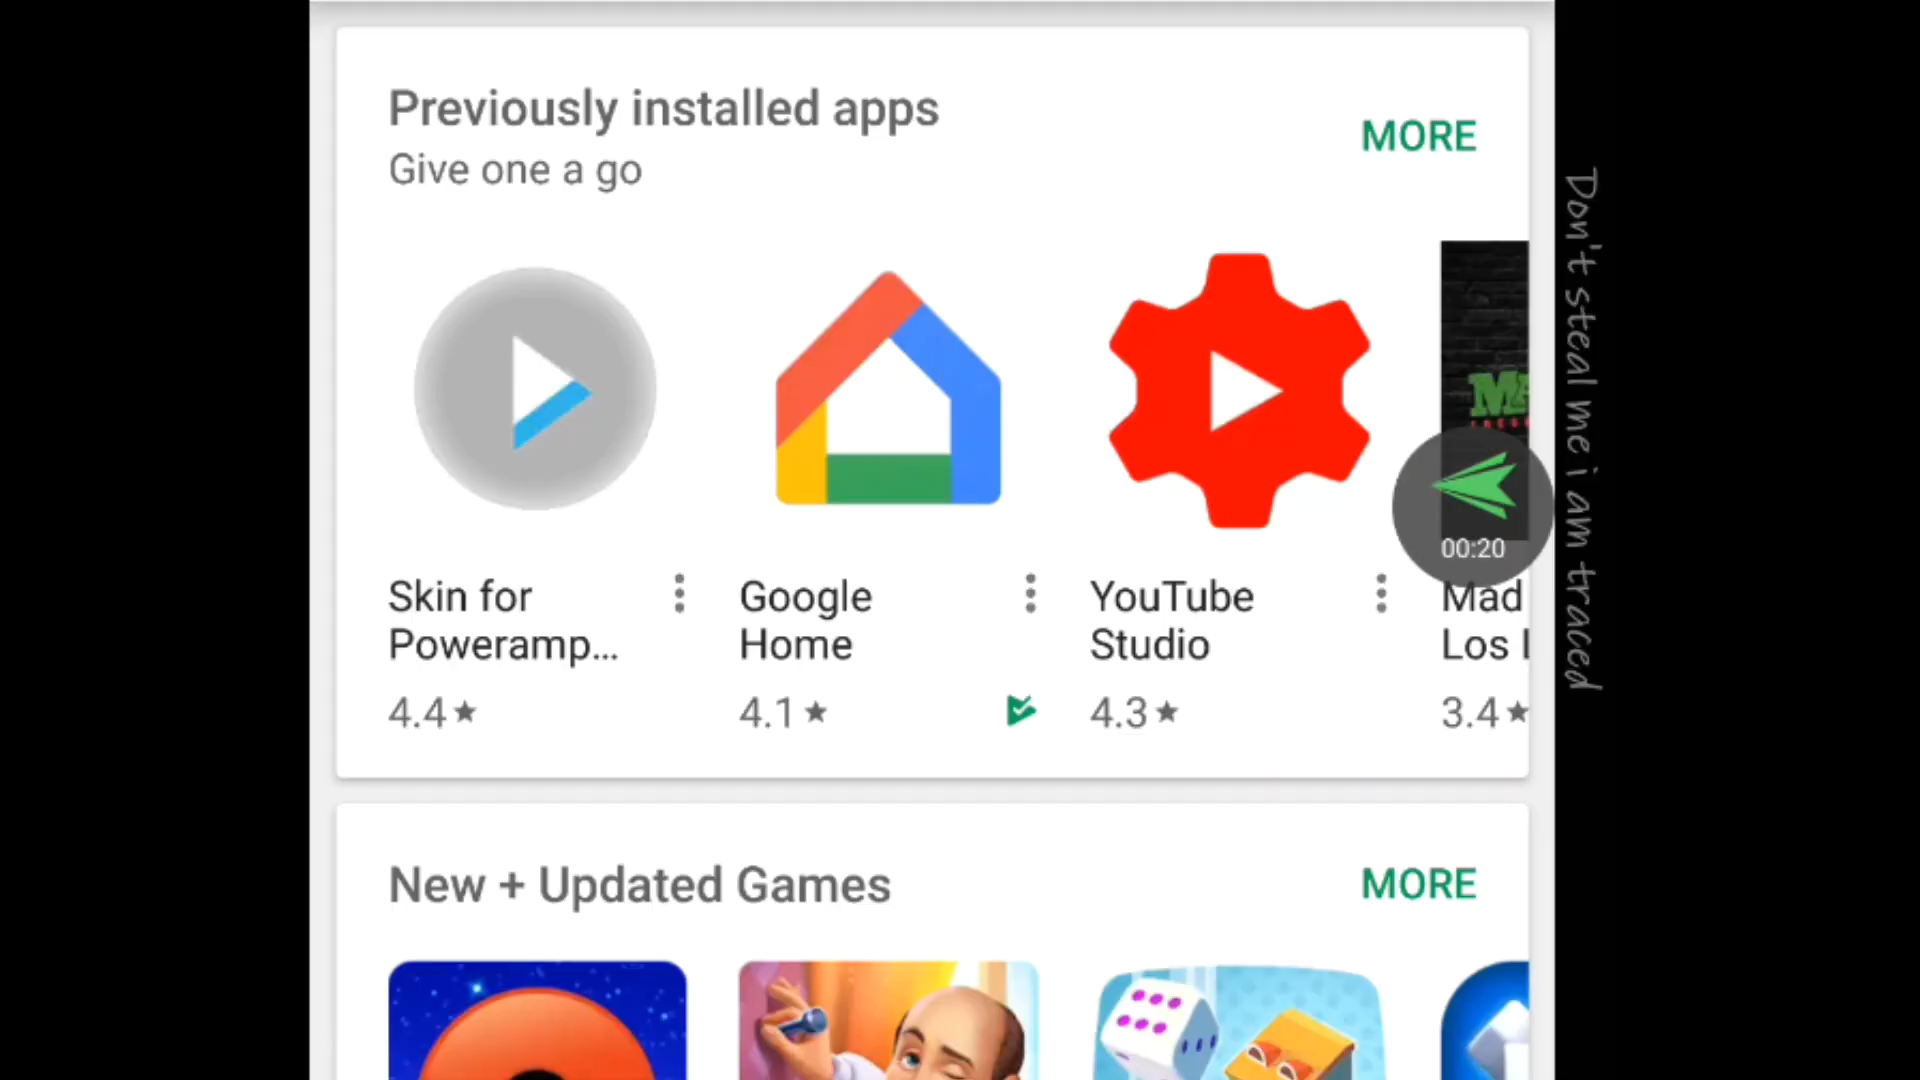 Previously installed apps
Give one a go
MORE
00:20
Skin for
Poweramp...
4.4★
Google
Home
4.1★
YouTube
Studio
4.3★
Mad
Los
3.4★
New + Updated Games
MORE
Don't steal me i am traced